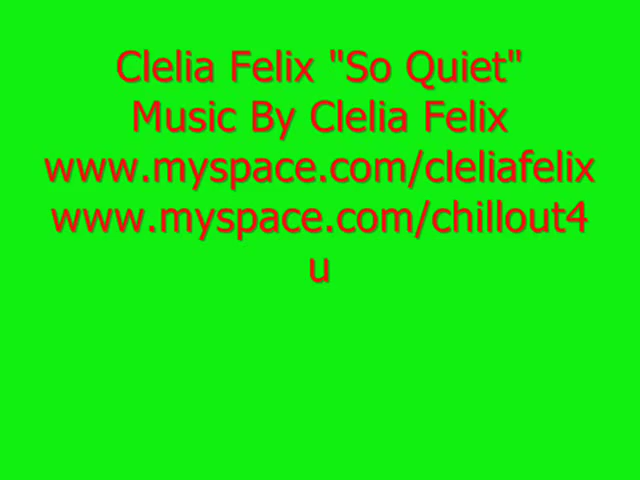 Clelia Felix "So Quiet"
Music By Clelia Felix
www.myspace.com/cleliafelix
www.myspace.com/chillout4
u